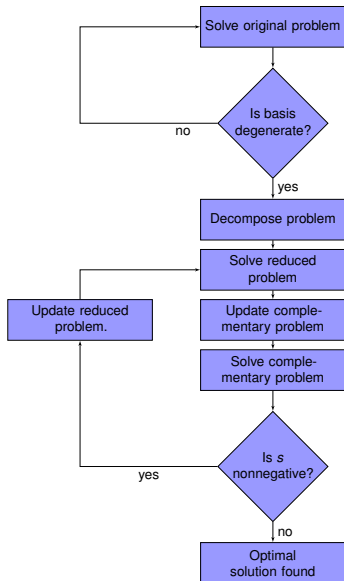 Solve original problem
Is basis
degenerate?
no
yes
Decompose problem
Solve reduced
problem
Update reduced
problem.
Update comple-
mentary problem
Solve comple-
mentary problem
Is s
nonnegative?
yes
no
Optimal
solution found